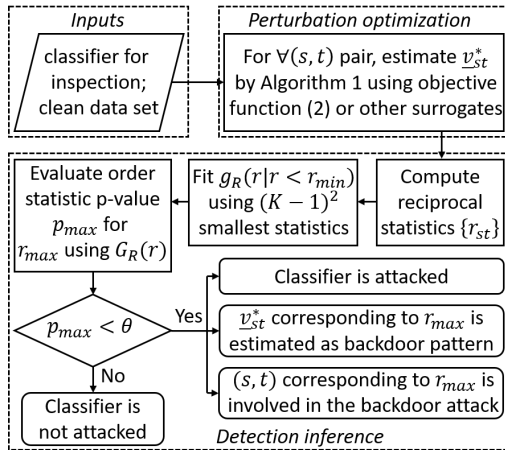 Inputs
classifier for
inspection;
clean data set
Perturbation optimization
For ∀(s, t) pair, estimate v*st
by Algorithm 1 using objective
function (2) or other surrogates
Compute
reciprocal
statistics {rst}
Fit gR(r|r < rmin)
using (K − 1)²
smallest statistics
Evaluate order
statistic p-value
pmax for
rmax using GR(r)
pmax < θ
Yes
No
Classifier is
not attacked
Classifier is attacked
v*st corresponding to rmax is
estimated as backdoor pattern
(s, t) corresponding to rmax is
involved in the backdoor attack
Detection inference